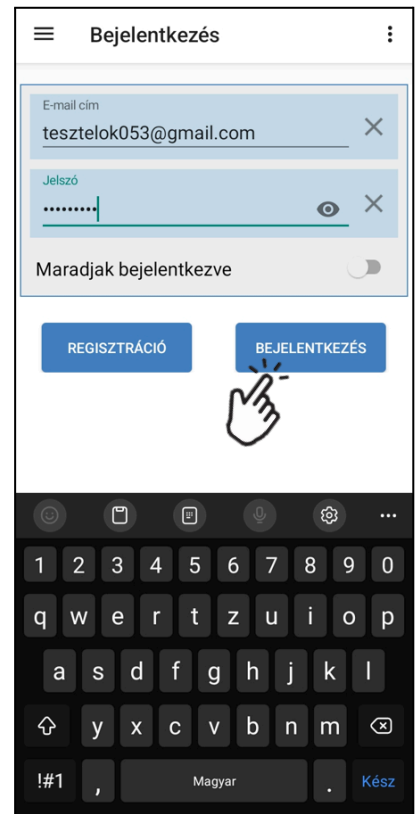 Bejelentkezés
E-mail cím
tesztelok053@gmail.com
Jelszó
•••••••••
Maradjak bejelentkezve
REGISZTRÁCIÓ
BEJELENTKEZÉS
1 2 3 4 5 6 7 8 9 0
q w e r t z u i o p
a s d f g h j k l
y x c v b n m
!#1 , Magyar . Kész